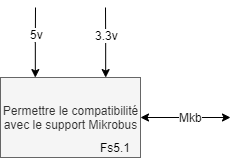 5v
3.3v
Permettre le compatibilité
avec le support Mikrobus
Mkb
Fs5.1